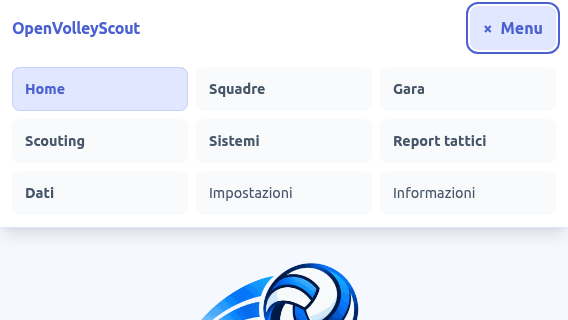 OpenVolleyScout
× Menu
Home
Squadre
Gara
Scouting
Sistemi
Report tattici
Dati
Impostazioni
Informazioni